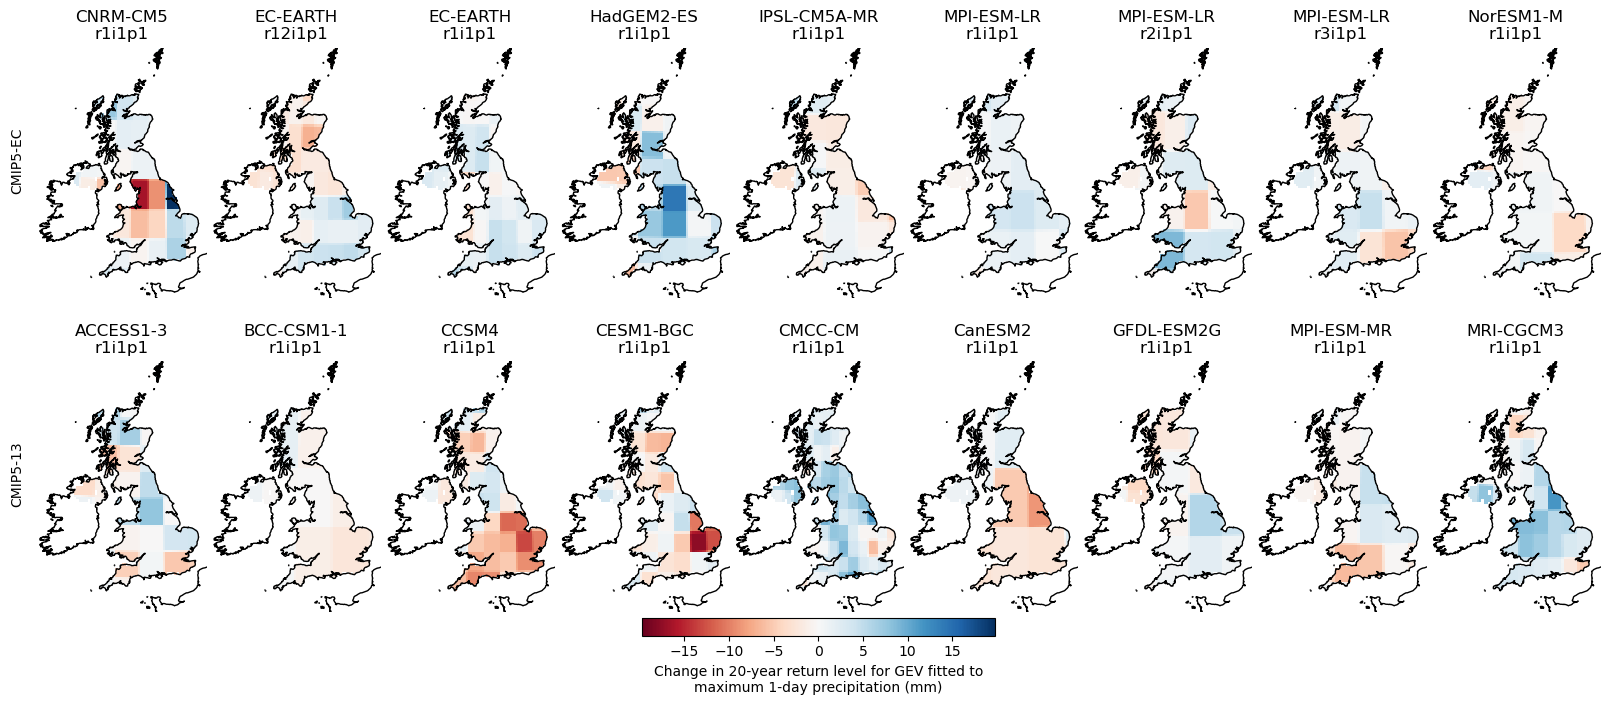 CNRM-CM5
r1i1p1
EC-EARTH
r12i1p1
EC-EARTH
r1i1p1
HadGEM2-ES
r1i1p1
IPSL-CM5A-MR
r1i1p1
MPI-ESM-LR
r1i1p1
MPI-ESM-LR
r2i1p1
MPI-ESM-LR
r3i1p1
NorESM1-M
r1i1p1
CMIP5-EC
ACCESS1-3
r1i1p1
BCC-CSM1-1
r1i1p1
CCSM4
r1i1p1
CESM1-BGC
r1i1p1
CMCC-CM
r1i1p1
CanESM2
r1i1p1
GFDL-ESM2G
r1i1p1
MPI-ESM-MR
r1i1p1
MRI-CGCM3
r1i1p1
CMIP5-13
−15 −10 −5 0 5 10 15
Change in 20-year return level for GEV fitted to
maximum 1-day precipitation (mm)